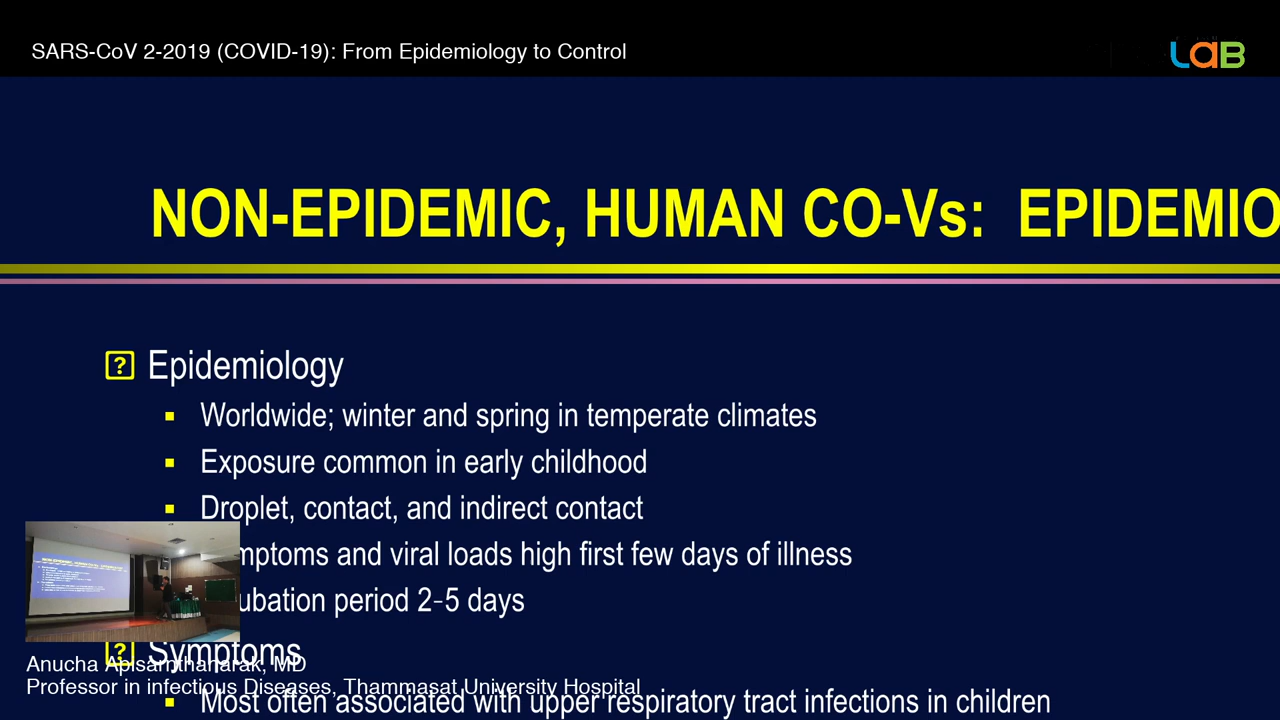 SARS-CoV 2-2019 (COVID-19): From Epidemiology to Control
LaB
NON-EPIDEMIC, HUMAN CO-Vs: EPIDEMIO
? Epidemiology
▪ Worldwide; winter and spring in temperate climates
▪ Exposure common in early childhood
▪ Droplet, contact, and indirect contact
mptoms and viral loads high first few days of illness
ubation period 2-5 days
? Symptoms
Anucha Apisarnthanarak, MD
Professor in infectious Diseases, Thammasat University Hospital
▪ Most often associated with upper respiratory tract infections in children